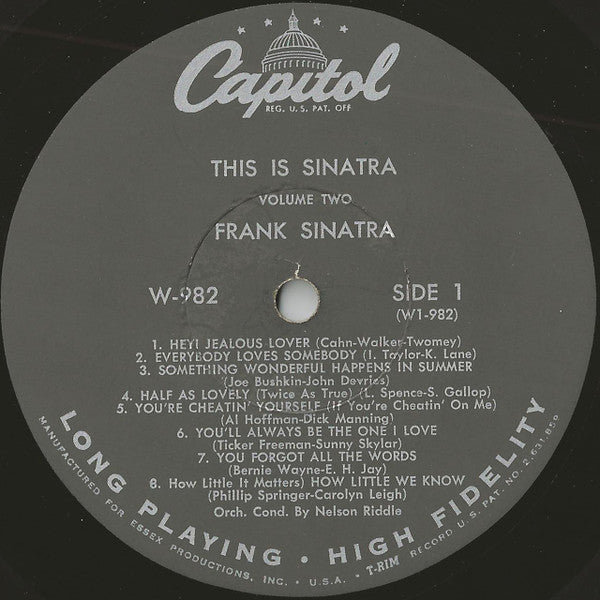 Capitol
REG. U.S. PAT. OFF
THIS IS SINATRA
VOLUME TWO
FRANK SINATRA
W-982
SIDE 1
(W1-982)
1. HEY! JEALOUS LOVER (Cahn-Walker-Twomey)
2. EVERYBODY LOVES SOMEBODY (I. Taylor-K. Lane)
3. SOMETHING WONDERFUL HAPPENS IN SUMMER
(Joe Bushkin-John Devries)
4. HALF AS LOVELY (Twice As True) (L. Spence-S. Gallop)
5. YOU'RE CHEATIN' YOURSELF (If You're Cheatin' On Me)
(Al Hoffman-Dick Manning)
6. YOU'LL ALWAYS BE THE ONE I LOVE
(Ticker Freeman-Sunny Skylar)
7. YOU FORGOT ALL THE WORDS
(Bernie Wayne-E. H. Jay)
8. How Little It Matters) HOW LITTLE WE KNOW
(Phillip Springer-Carolyn Leigh)
Orch. Cond. By Nelson Riddle
LONG PLAYING • HIGH FIDELITY
MANUFACTURED FOR ESSEX PRODUCTIONS, INC. • U.S.A. • T-RIM RECORD U.S. PAT. NO. 2,631,859